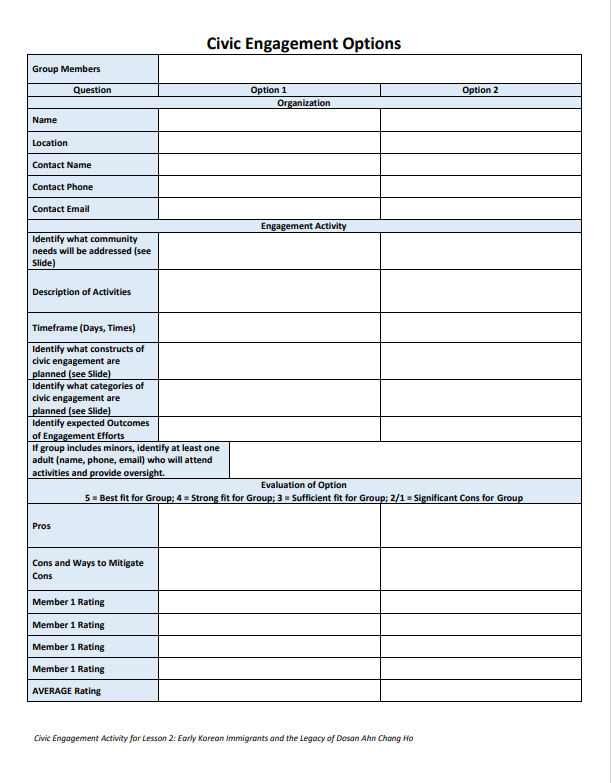 Civic Engagement Options
Group Members
Question Option 1 Option 2
Organization
Name
Location
Contact Name
Contact Phone
Contact Email
Engagement Activity
Identify what community
needs will be addressed (see
Slide)
Description of Activities
Timeframe (Days, Times)
Identify what constructs of
civic engagement are
planned (see Slide)
Identify what categories of
civic engagement are
planned (see Slide)
Identify expected Outcomes
of Engagement Efforts
If group includes minors, identify at least one
adult (name, phone, email) who will attend
activities and provide oversight.
Evaluation of Option
5 = Best fit for Group; 4 = Strong fit for Group; 3 = Sufficient fit for Group; 2/1 = Significant Cons for Group
Pros
Cons and Ways to Mitigate
Cons
Member 1 Rating
Member 1 Rating
Member 1 Rating
Member 1 Rating
AVERAGE Rating
Civic Engagement Activity for Lesson 2: Early Korean Immigrants and the Legacy of Dosan Ahn Chang Ho